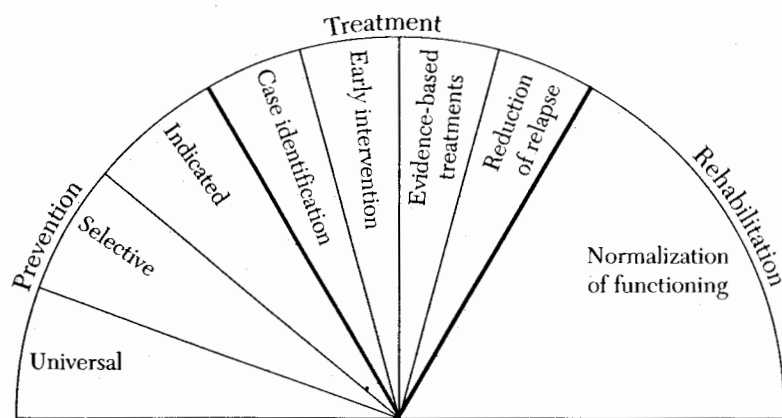 Treatment
Prevention
Rehabilitation
Universal
Selective
Indicated
Case identification
Early intervention
Evidence-based
treatments
Reduction
of relapse
Normalization
of functioning